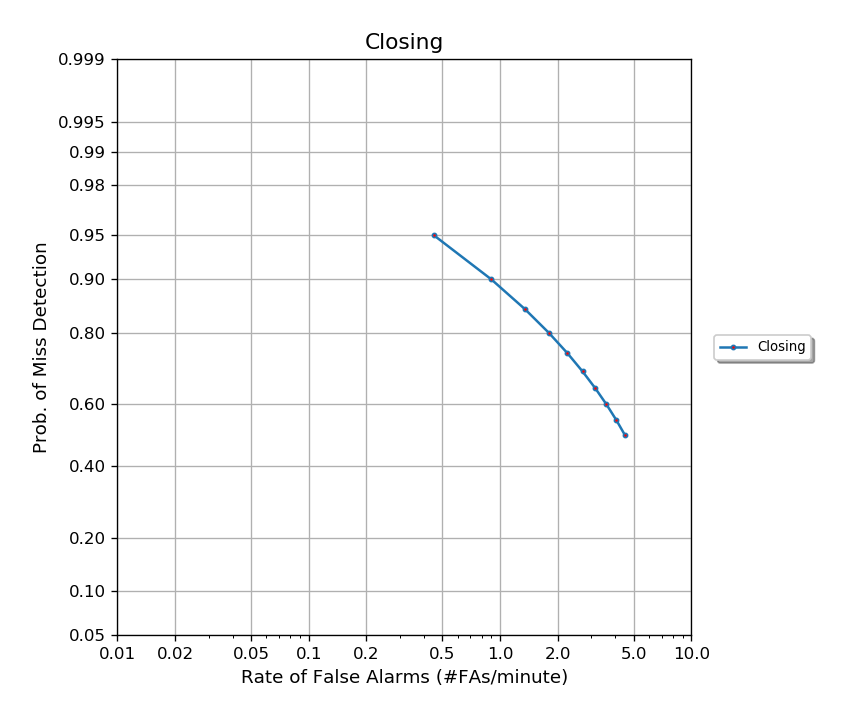 Closing
0.999
0.995
0.99
0.98
0.95
0.90
0.80
0.60
0.40
0.20
0.10
0.05
Prob. of Miss Detection
Closing
0.01 0.02 0.05 0.1 0.2 0.5 1.0 2.0 5.0 10.0
Rate of False Alarms (#FAs/minute)